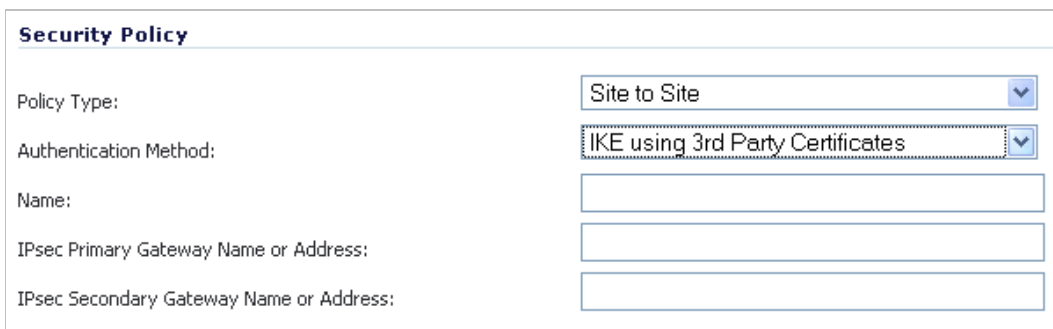 Security Policy
Policy Type: Site to Site
Authentication Method: IKE using 3rd Party Certificates
Name:
IPsec Primary Gateway Name or Address:
IPsec Secondary Gateway Name or Address: